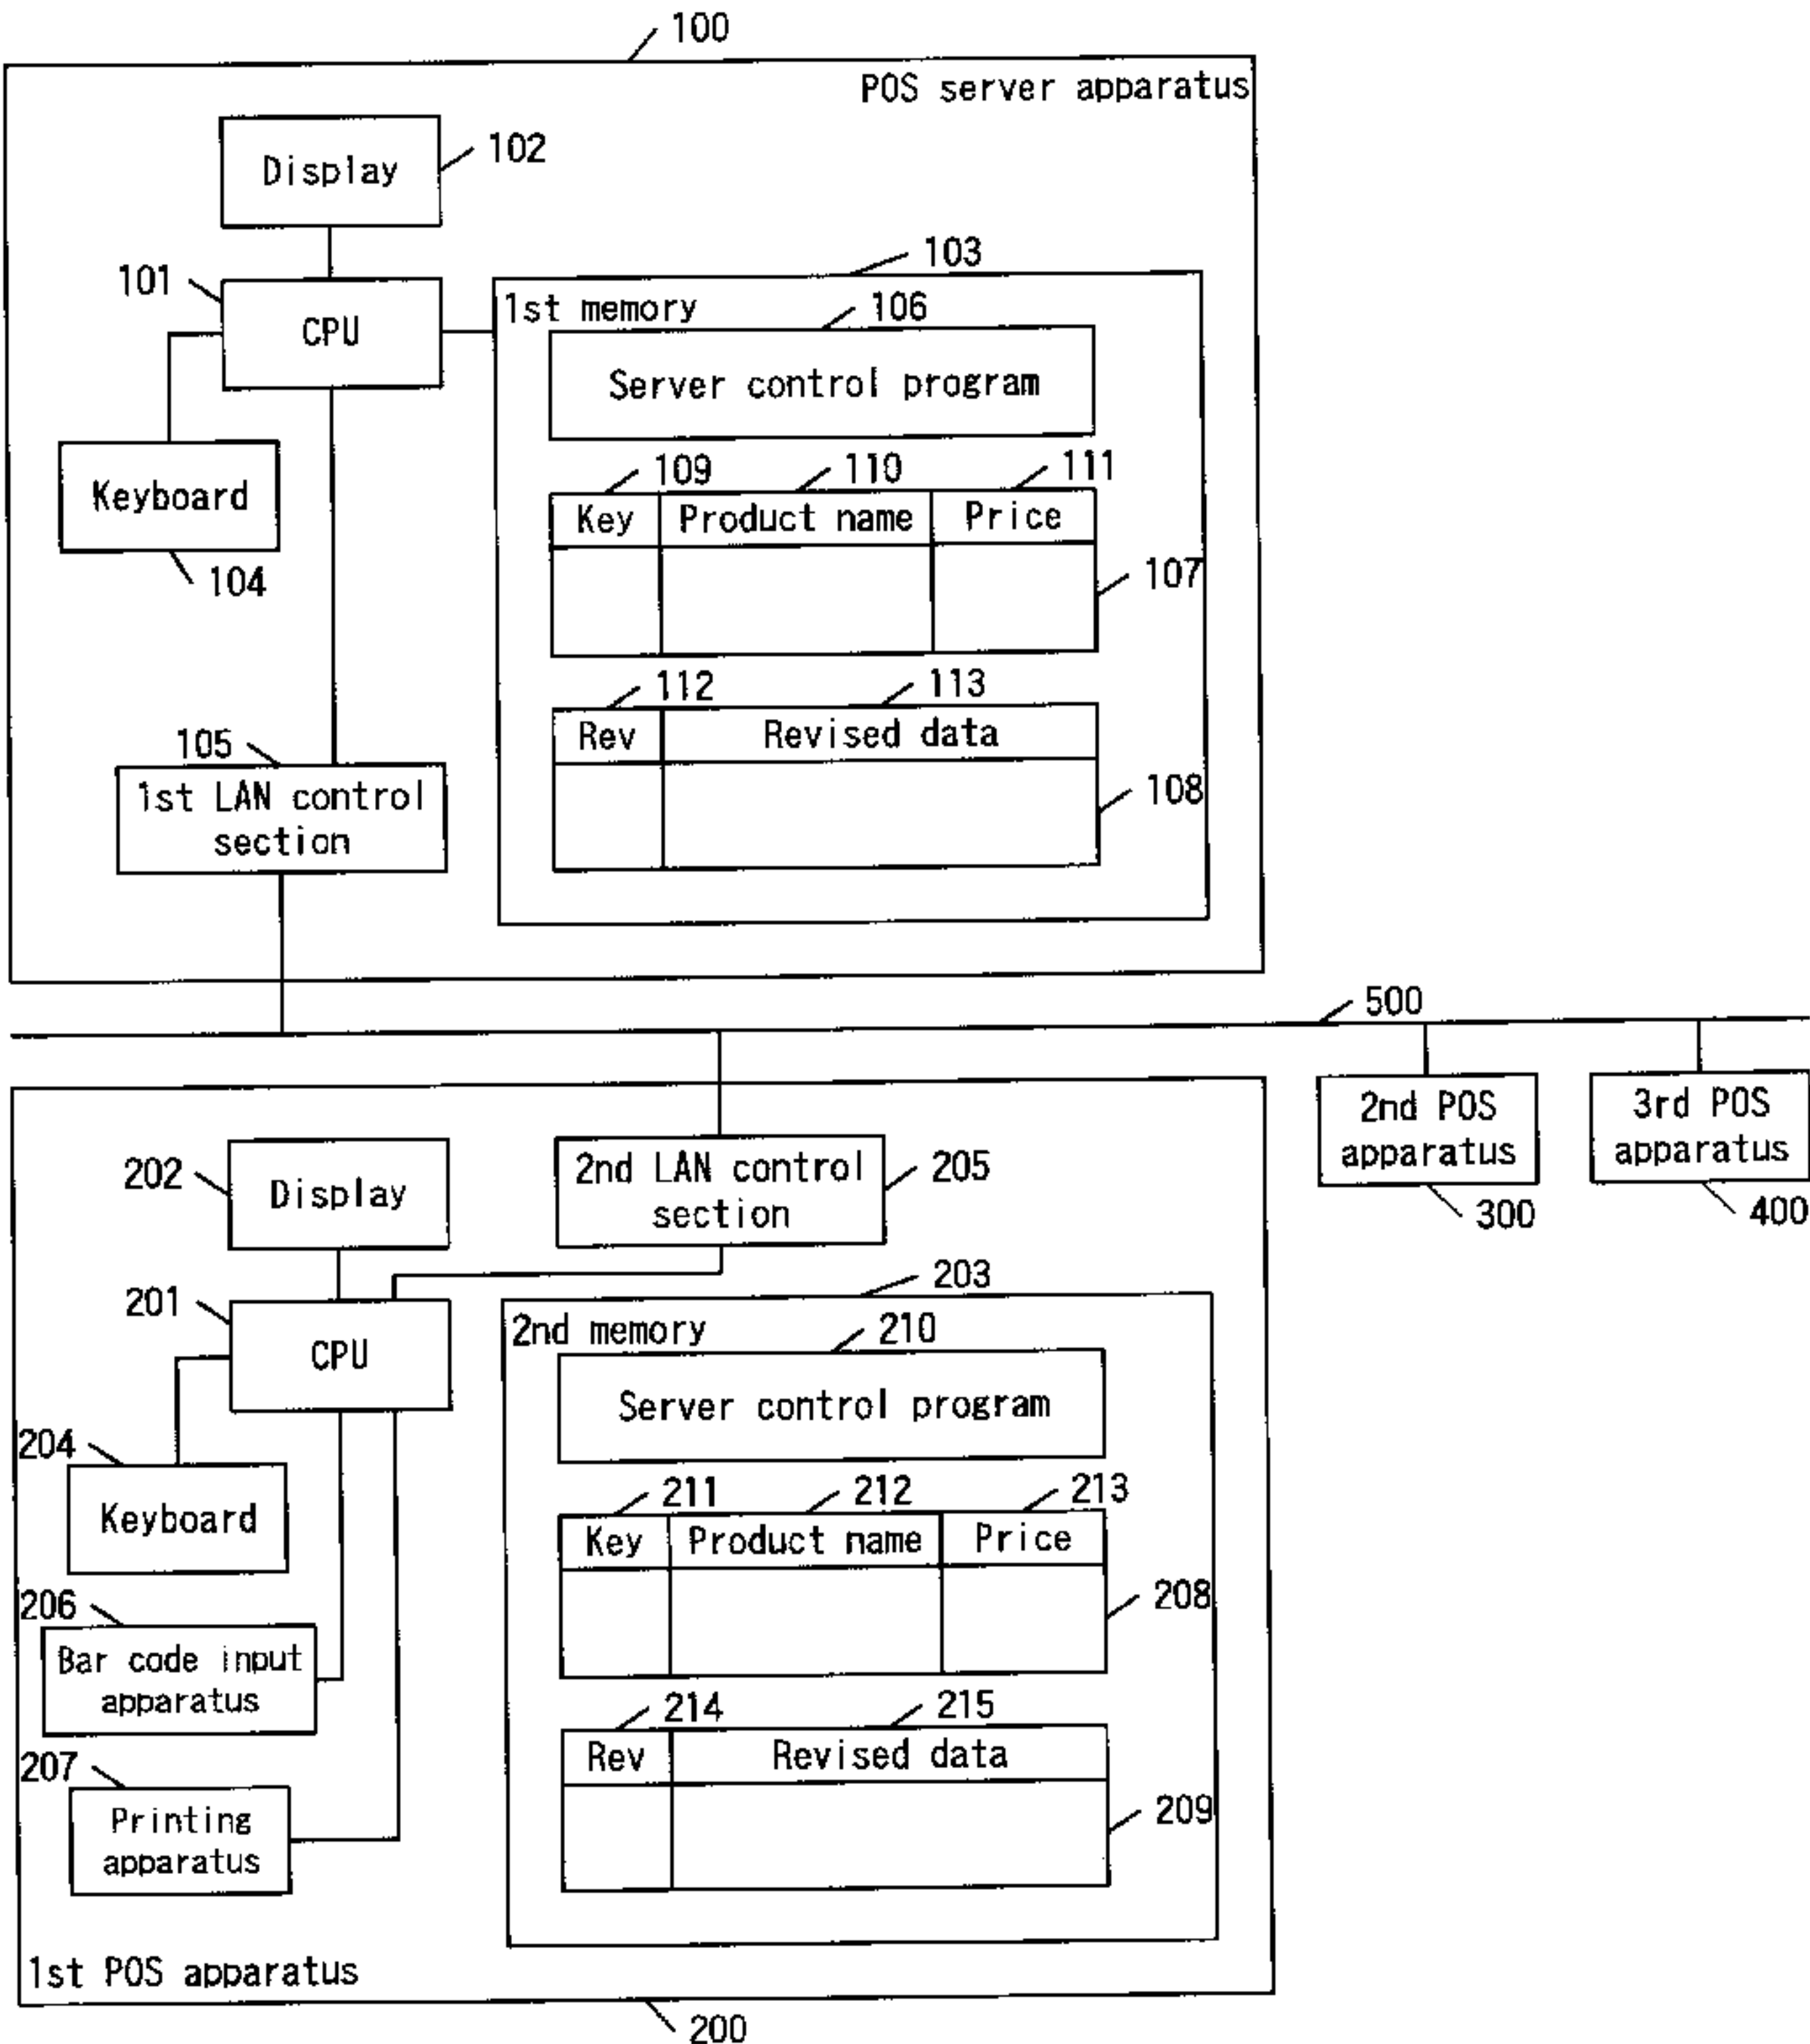 100
POS server apparatus
Display
102
101
CPU
103
1st memory
106
Server control program
Keyboard
104
109
110
111
Key
Product name
Price
107
112
113
Rev
Revised data
108
105
1st LAN control
section
500
2nd POS
apparatus
300
3rd POS
apparatus
400
202
Display
2nd LAN control
section
205
201
CPU
203
2nd memory
210
Server control program
204
Keyboard
211
212
213
Key
Product name
Price
208
206
Bar code input
apparatus
214
215
Rev
Revised data
209
207
Printing
apparatus
1st POS apparatus
200